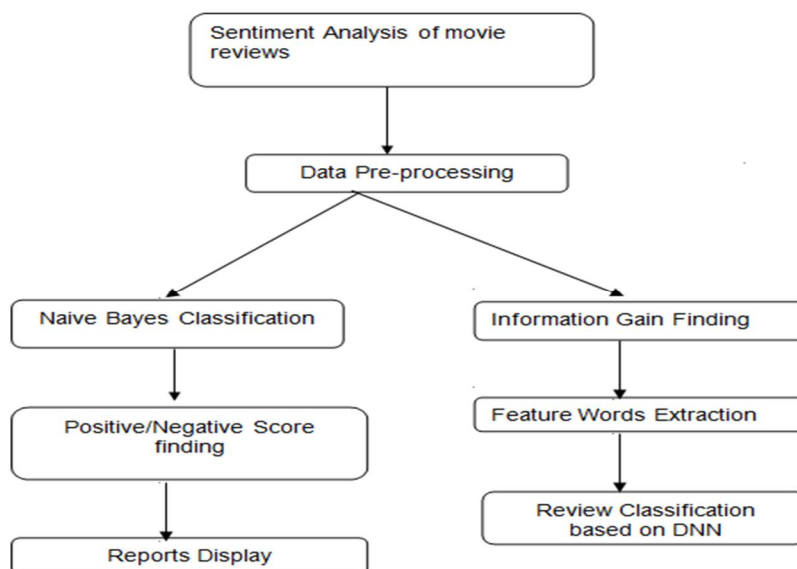 Sentiment Analysis of movie
reviews
Data Pre-processing
Naive Bayes Classification
Information Gain Finding
Positive/Negative Score
finding
Feature Words Extraction
Review Classification
based on DNN
Reports Display